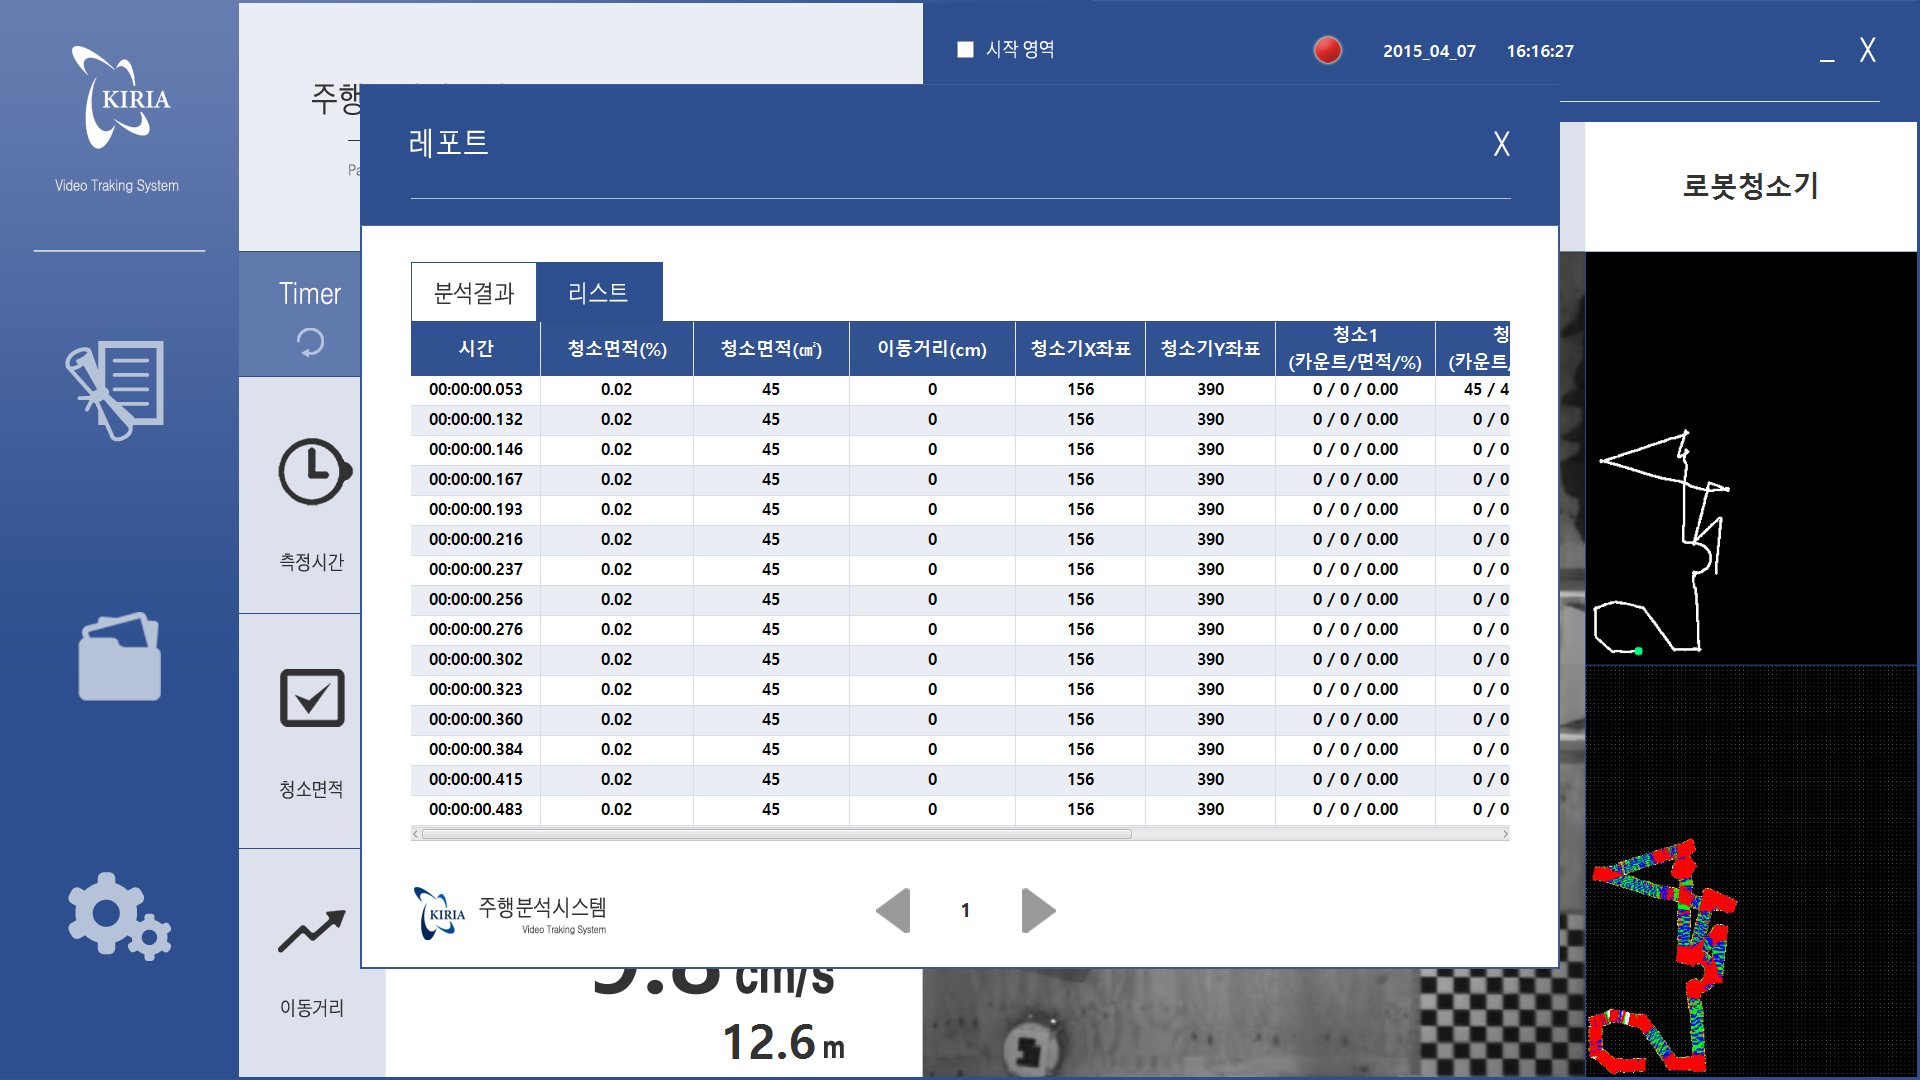 KIRIA
Video Traking System
시작 영역
2015_04_07
16:16:27
_
X
주행
레포트
X
로봇청소기
Timer
측정시간
청소면적
이동거리
분석결과
리스트
시간 청소면적(%) 청소면적(㎠) 이동거리(cm) 청소기X좌표 청소기Y좌표 청소1 (카운트/면적/%) 청 (카운트/
00:00:00.053 0.02 45 0 156 390 0 / 0 / 0.00 45 / 4
00:00:00.132 0.02 45 0 156 390 0 / 0 / 0.00 0 / 0
00:00:00.146 0.02 45 0 156 390 0 / 0 / 0.00 0 / 0
00:00:00.167 0.02 45 0 156 390 0 / 0 / 0.00 0 / 0
00:00:00.193 0.02 45 0 156 390 0 / 0 / 0.00 0 / 0
00:00:00.216 0.02 45 0 156 390 0 / 0 / 0.00 0 / 0
00:00:00.237 0.02 45 0 156 390 0 / 0 / 0.00 0 / 0
00:00:00.256 0.02 45 0 156 390 0 / 0 / 0.00 0 / 0
00:00:00.276 0.02 45 0 156 390 0 / 0 / 0.00 0 / 0
00:00:00.302 0.02 45 0 156 390 0 / 0 / 0.00 0 / 0
00:00:00.323 0.02 45 0 156 390 0 / 0 / 0.00 0 / 0
00:00:00.360 0.02 45 0 156 390 0 / 0 / 0.00 0 / 0
00:00:00.384 0.02 45 0 156 390 0 / 0 / 0.00 0 / 0
00:00:00.415 0.02 45 0 156 390 0 / 0 / 0.00 0 / 0
00:00:00.483 0.02 45 0 156 390 0 / 0 / 0.00 0 / 0
KIRIA
주행분석시스템
Video Traking System
1
cm/s
12.6 m